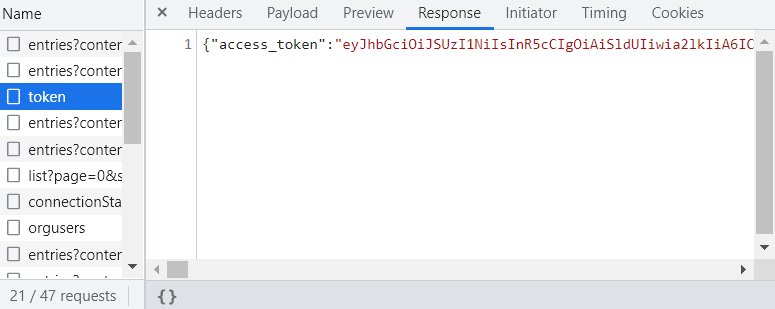 Name
Headers Payload Preview Response Initiator Timing Cookies
entries?conter
entries?conter
token
entries?conter
entries?conter
list?page=0&s
connectionSta
orgusers
entries?conter
1 {"access_token":"eyJhbGciOiJSUzI1NiIsInR5cCIgOiAiSldUIiwia2lkIiA6IC
21 / 47 requests
{}